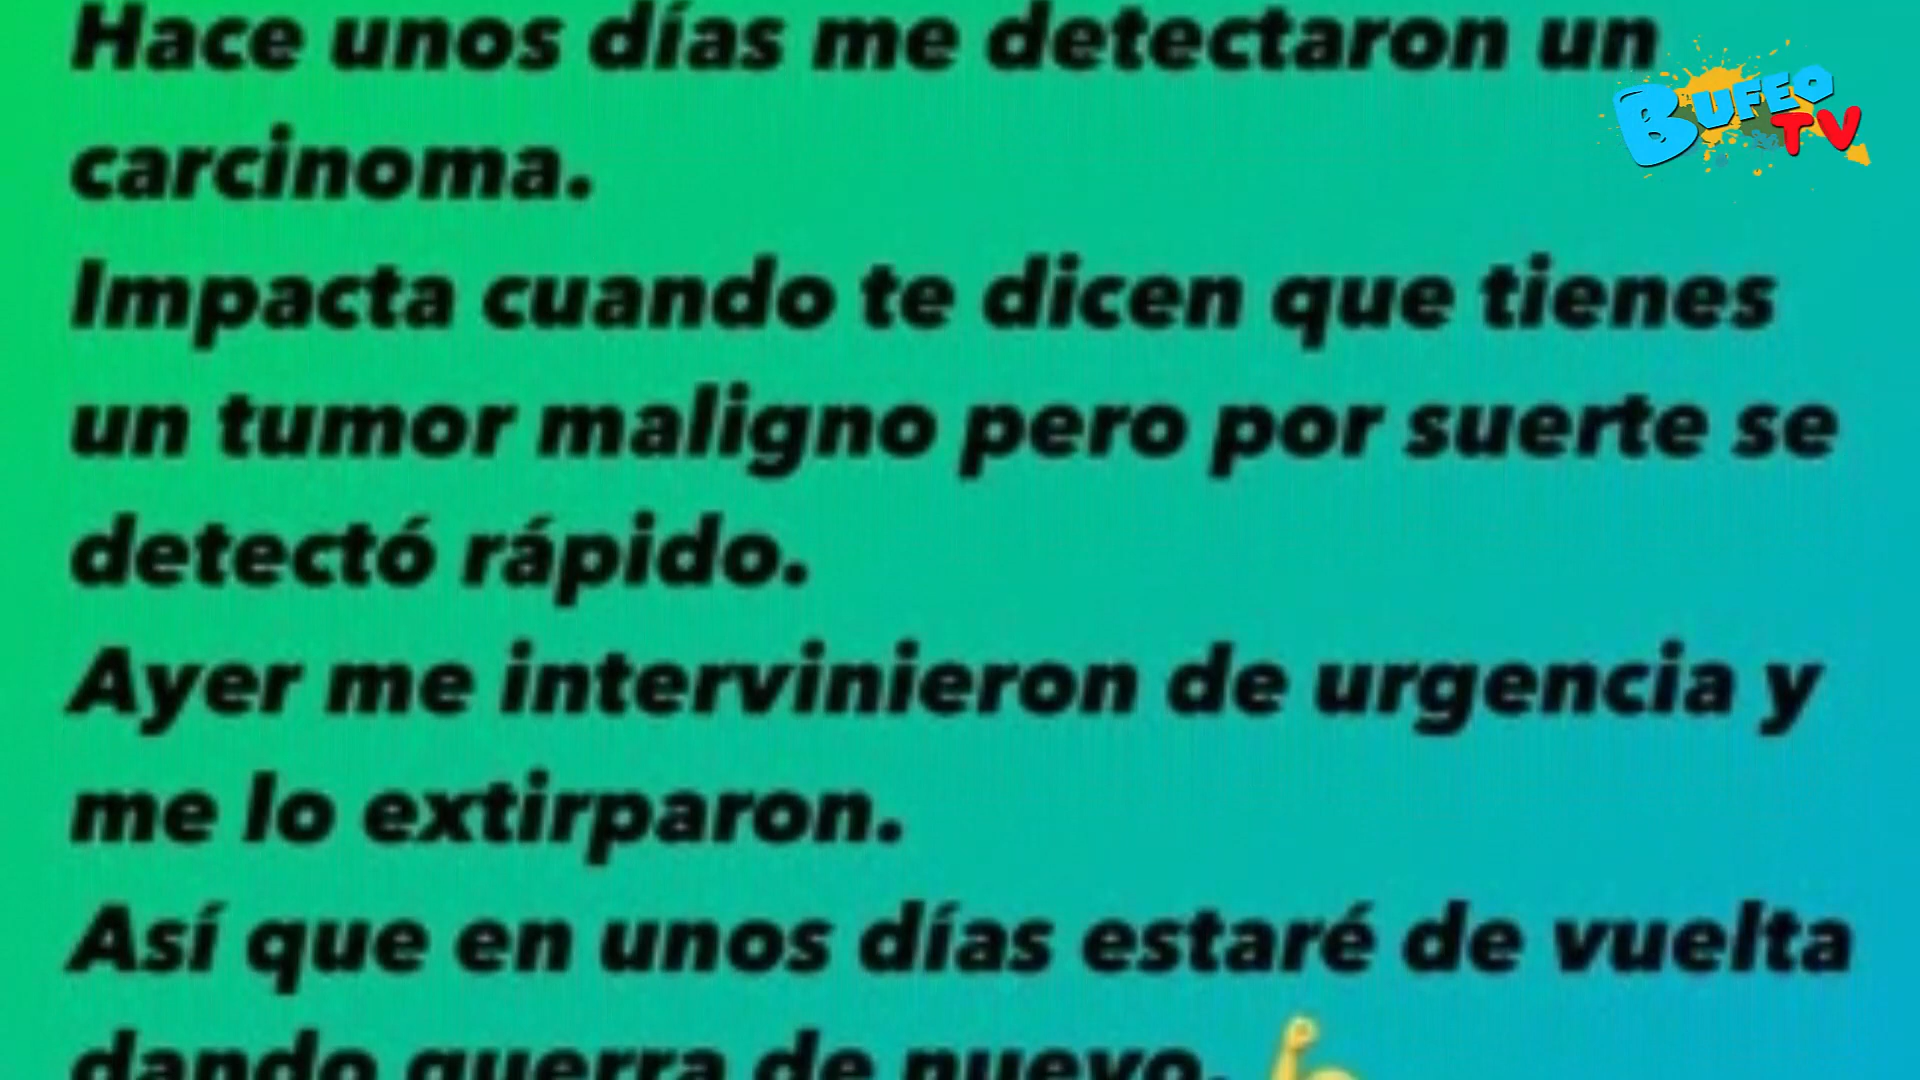 Hace unos días me detectaron un
BUFEO TV
carcinoma.
Impacta cuando te dicen que tienes
un tumor maligno pero por suerte se
detectó rápido.
Ayer me intervinieron de urgencia y
me lo extirparon.
Así que en unos días estaré de vuelta
dando guerra de nuevo.